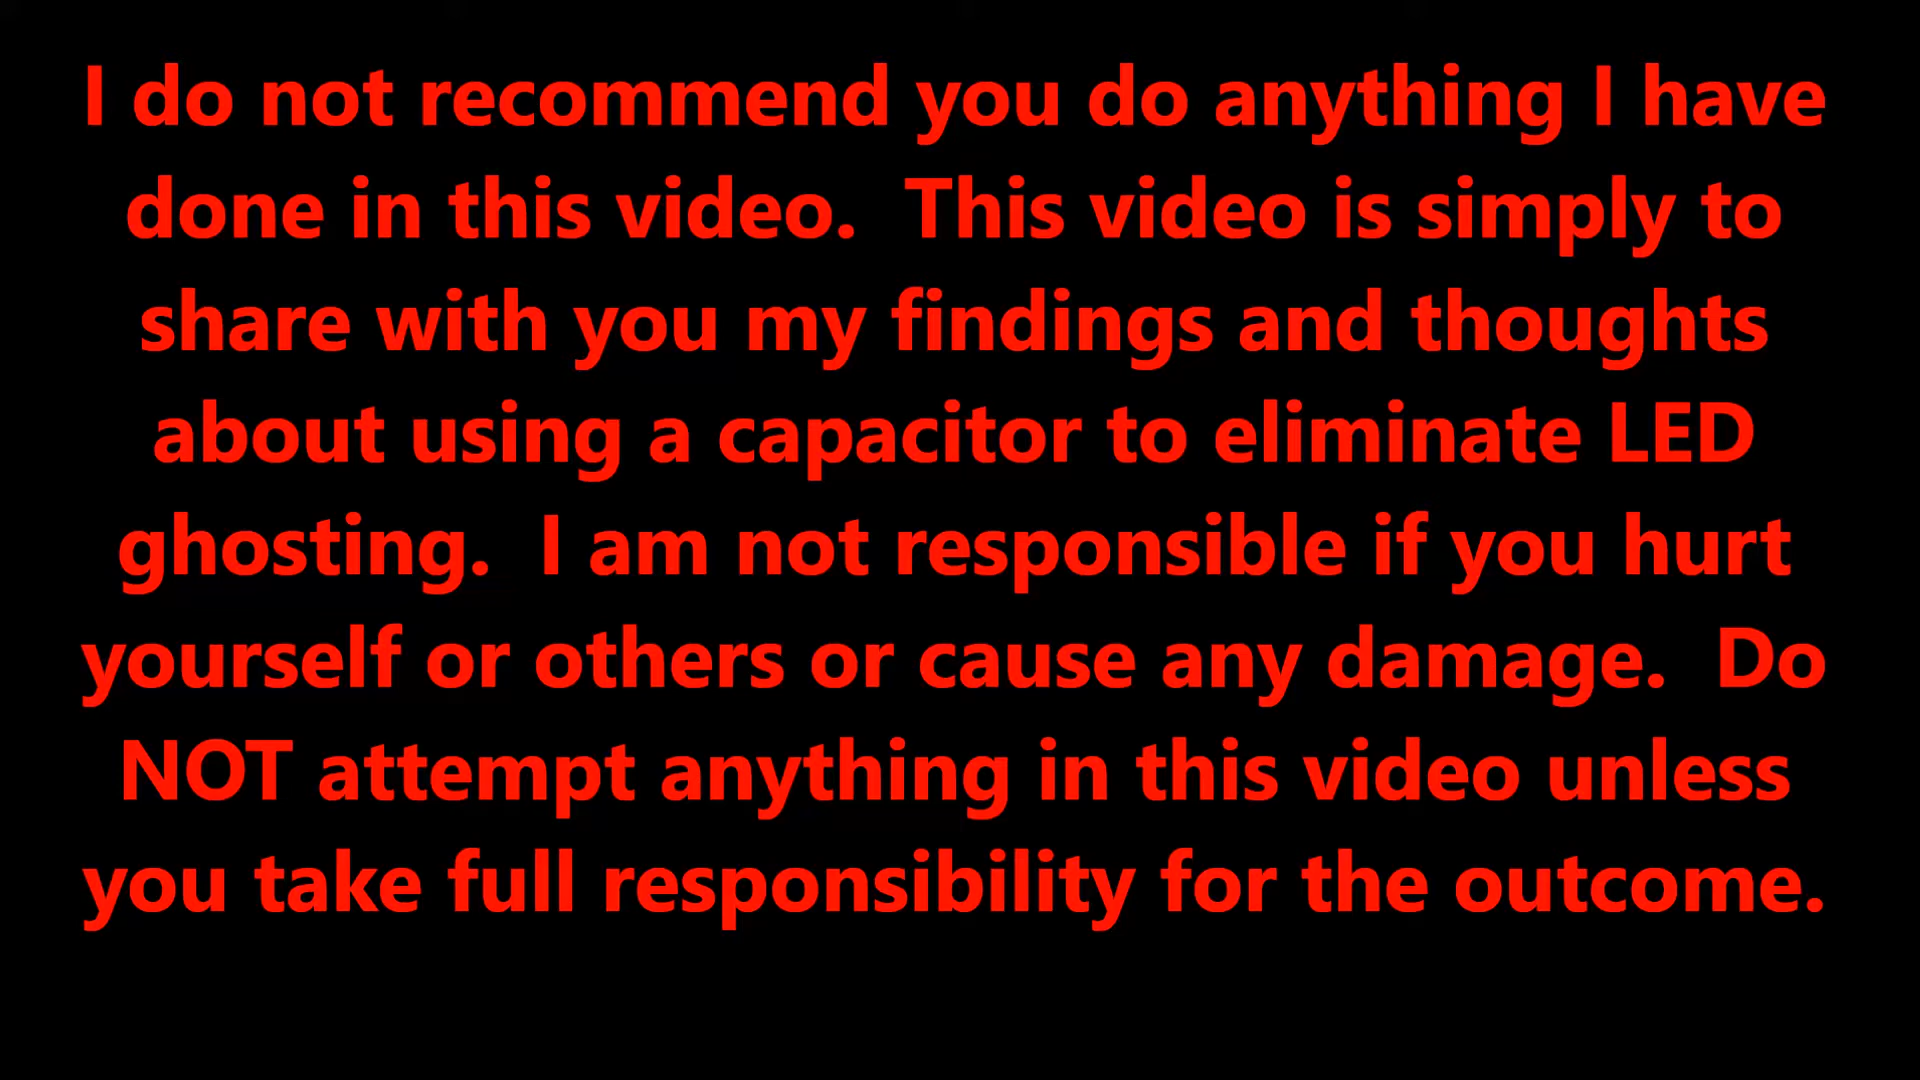 I do not recommend you do anything I have
done in this video.  This video is simply to
share with you my findings and thoughts
about using a capacitor to eliminate LED
ghosting.  I am not responsible if you hurt
yourself or others or cause any damage.  Do
NOT attempt anything in this video unless
you take full responsibility for the outcome.